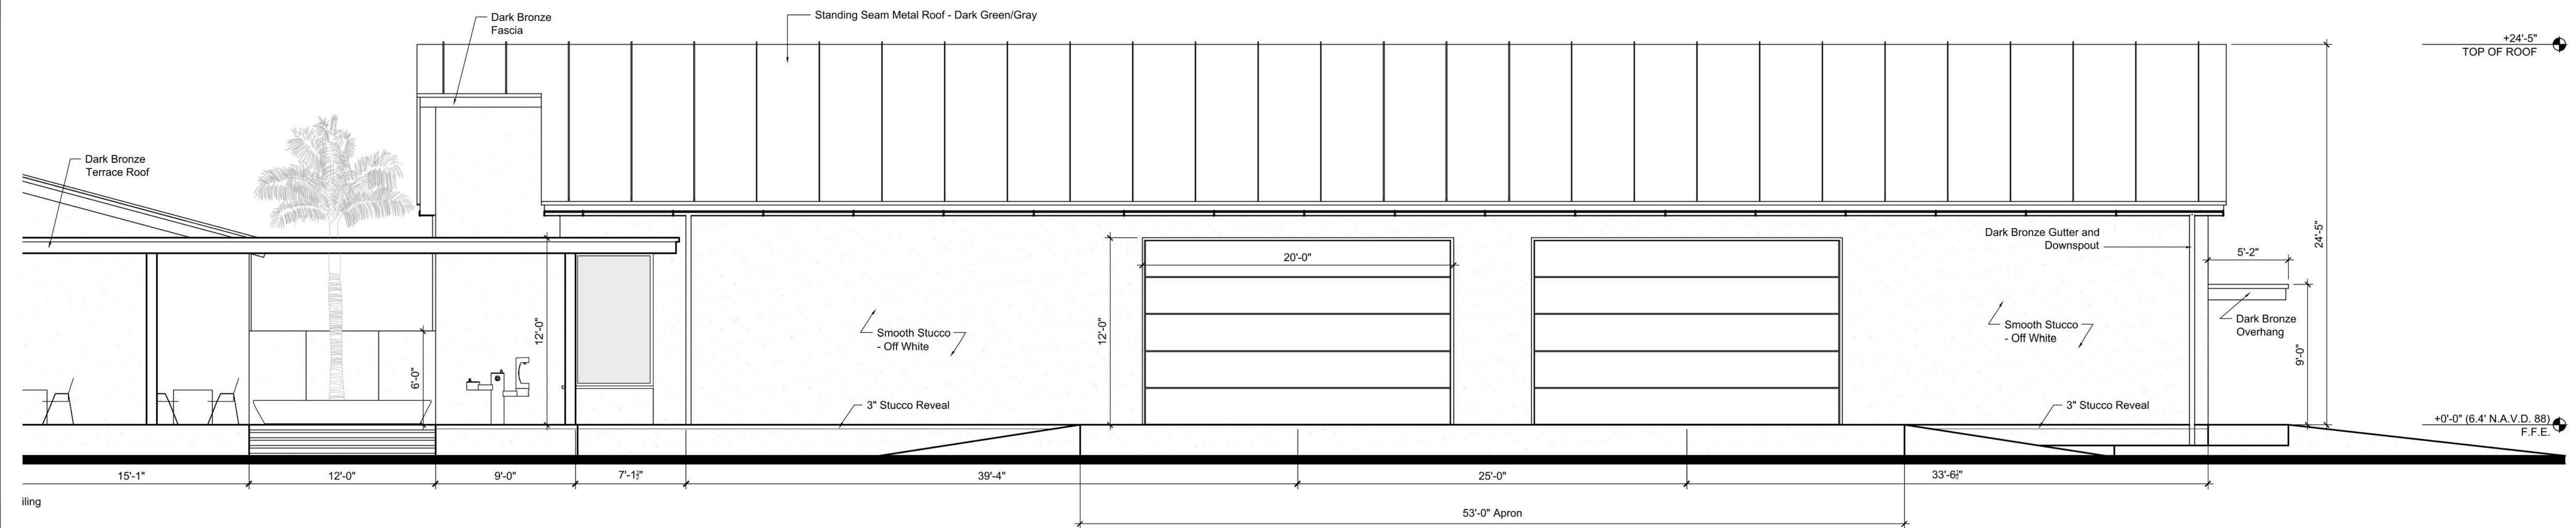 Dark Bronze
Fascia
Standing Seam Metal Roof - Dark Green/Gray
+24'-5"
TOP OF ROOF
Dark Bronze
Terrace Roof
Dark Bronze Gutter and
Downspout
24'-5"
20'-0"
5'-2"
12'-0"
12'-0"
6'-0"
Smooth Stucco
- Off White
Smooth Stucco
- Off White
Dark Bronze
Overhang
9'-0"
3" Stucco Reveal
3" Stucco Reveal
+0'-0" (6.4' N.A.V.D. 88)
F.F.E.
15'-1"
12'-0"
9'-0"
7'-1½"
39'-4"
25'-0"
33'-6½"
iling
53'-0" Apron